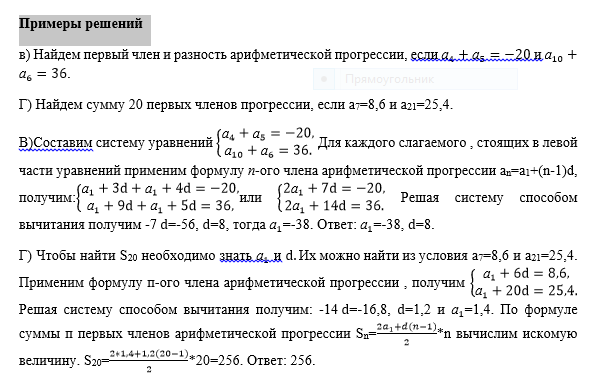 Примеры решений
в) Найдем первый член и разность арифметической прогрессии, если a₄ + a₅ = −20 и a₁₀ +
a₆ = 36.
Прямоугольник
Г) Найдем сумму 20 первых членов прогрессии, если a₇=8,6 и a₂₁=25,4.
В)Составим систему уравнений {a₄ + a₅ = −20, a₁₀ + a₆ = 36. Для каждого слагаемого , стоящих в левой
части уравнений применим формулу n-ого члена арифметической прогрессии aₙ=a₁+(n-1)d,
получим:{a₁ + 3d + a₁ + 4d = −20, a₁ + 9d + a₁ + 5d = 36, или {2a₁ + 7d = −20, 2a₁ + 14d = 36. Решая систему способом
вычитания получим -7 d=-56, d=8, тогда a₁=-38. Ответ: a₁=-38, d=8.
Г) Чтобы найти S₂₀ необходимо знать a₁ и d. Их можно найти из условия a₇=8,6 и a₂₁=25,4.
Применим формулу п-ого члена арифметической прогрессии , получим { a₁ + 6d = 8,6, a₁ + 20d = 25,4.
Решая систему способом вычитания получим: -14 d=-16,8, d=1,2 и a₁=1,4. По формуле
суммы п первых членов арифметической прогрессии Sₙ=(2a₁+d(n−1))/2*n вычислим искомую
величину. S₂₀=(2*1,4+1,2(20−1))/2*20=256. Ответ: 256.